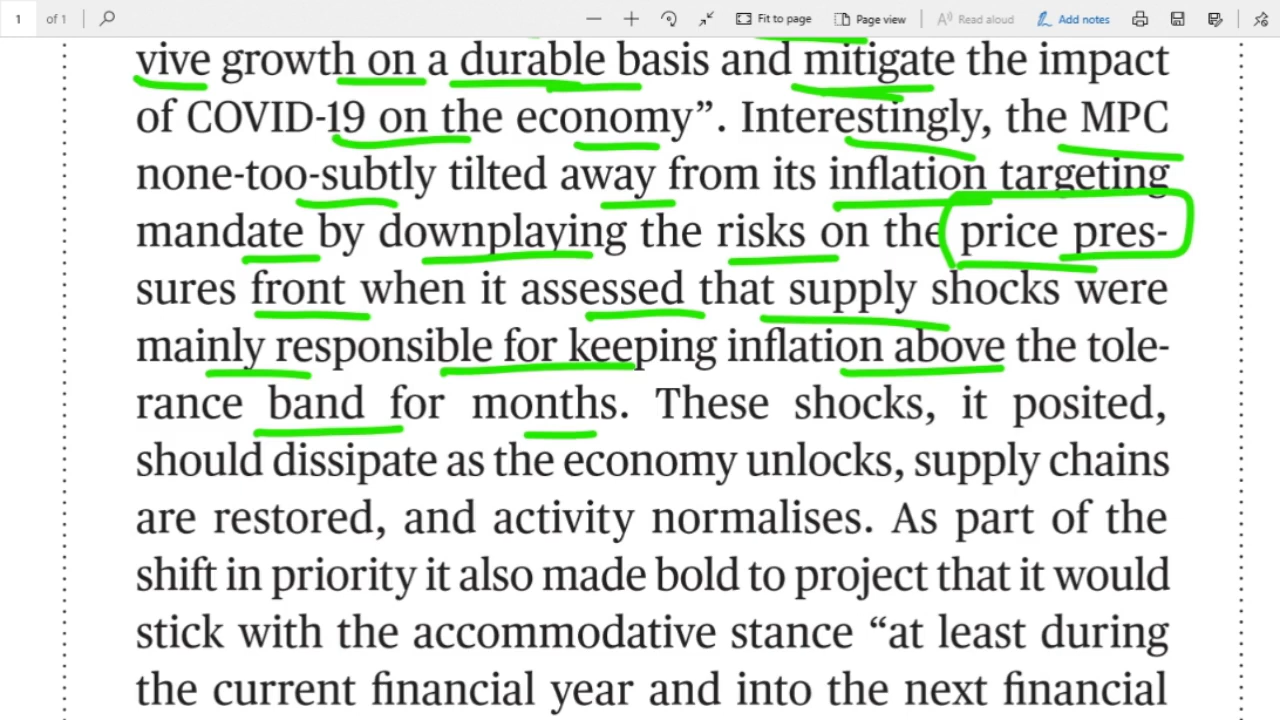 1 of 1 Fit to page Page view Read aloud Add notes
vive growth on a durable basis and mitigate the impact
of COVID-19 on the economy”. Interestingly, the MPC
none-too-subtly tilted away from its inflation targeting
mandate by downplaying the risks on the price pres-
sures front when it assessed that supply shocks were
mainly responsible for keeping inflation above the tole-
rance band for months. These shocks, it posited,
should dissipate as the economy unlocks, supply chains
are restored, and activity normalises. As part of the
shift in priority it also made bold to project that it would
stick with the accommodative stance “at least during
the current financial year and into the next financial